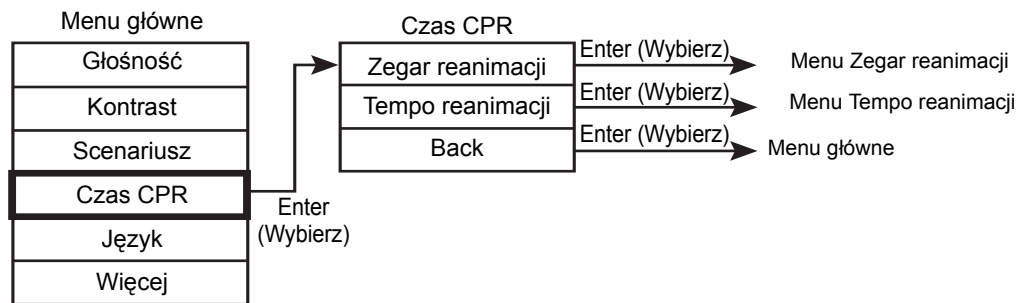 Menu główne
Głośność
Kontrast
Scenariusz
Czas CPR
Język
Więcej
Enter
(Wybierz)
Czas CPR
Zegar reanimacji
Tempo reanimacji
Back
Enter (Wybierz)
Menu Zegar reanimacji
Enter (Wybierz)
Menu Tempo reanimacji
Enter (Wybierz)
Menu główne